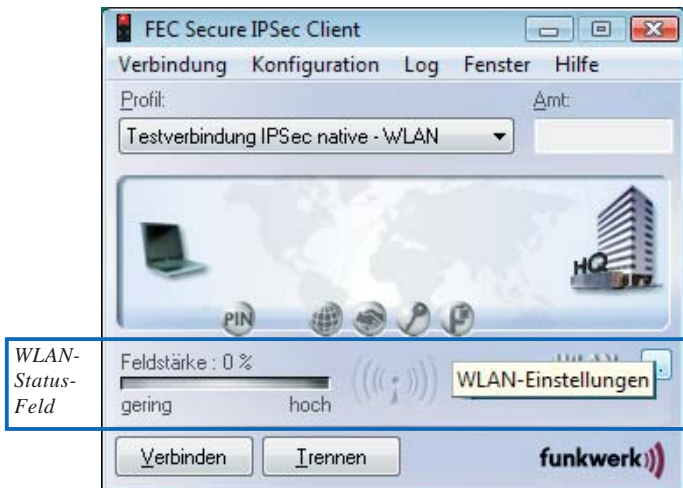 FEC Secure IPSec Client
Verbindung Konfiguration Log Fenster Hilfe
Profil: Amt:
Testverbindung IPSec native - WLAN
HQ
PIN
WLAN-
Status-
Feld
Feldstärke : 0 %
WLAN-Einstellungen
gering hoch
Verbinden Trennen funkwerk